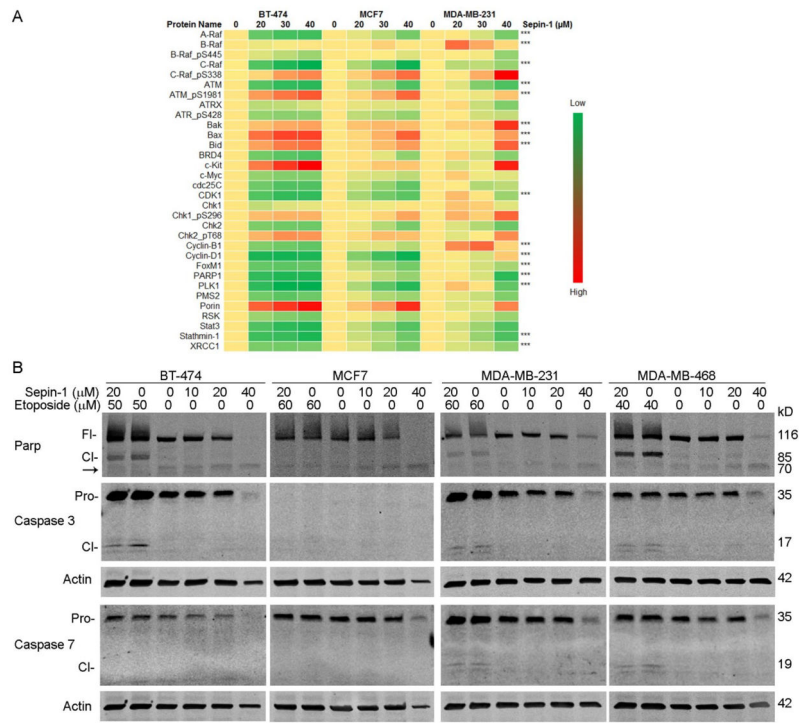 A
BT-474 MCF7 MDA-MB-231
Protein Name 0 20 30 40 0 20 30 40 0 20 30 40 Sepin-1 (μM)
A-Raf ***
B-Raf ***
B-Raf_pS445
C-Raf ***
C-Raf_pS338
ATM ***
ATM_pS1981 ***
ATRX
ATR_pS428
Bak ***
Bax ***
Bid ***
BRD4
c-Kit
c-Myc
cdc25C
CDK1 ***
Chk1
Chk1_pS296
Chk2
Chk2_pT68
Cyclin-B1 ***
Cyclin-D1 ***
FoxM1 ***
PARP1 ***
PLK1 ***
PMS2
Porin
RSK
Stat3
Stathmin-1 ***
XRCC1 ***
Low
High
B
BT-474 MCF7 MDA-MB-231 MDA-MB-468
Sepin-1 (μM) 20 0 0 10 20 40 20 0 0 10 20 40 20 0 0 10 20 40 20 0 0 10 20 40
Etoposide (μM) 50 50 0 0 0 0 60 60 0 0 0 0 60 60 0 0 0 0 40 40 0 0 0 0
kD
Parp Fl- Cl- → 116 85 70
Caspase 3 Pro- Cl- 35 17
Actin 42
Caspase 7 Pro- Cl- 35 19
Actin 42